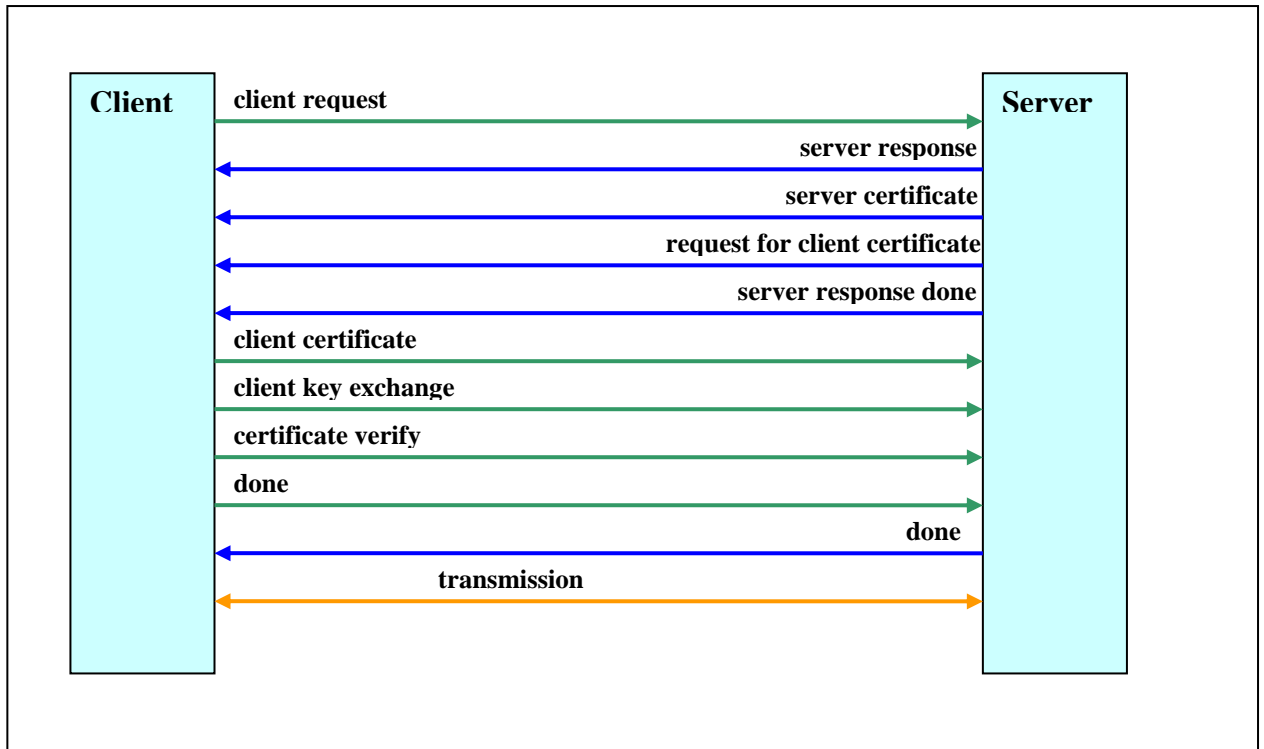 Client
Server
client request
server response
server certificate
request for client certificate
server response done
client certificate
client key exchange
certificate verify
done
done
transmission